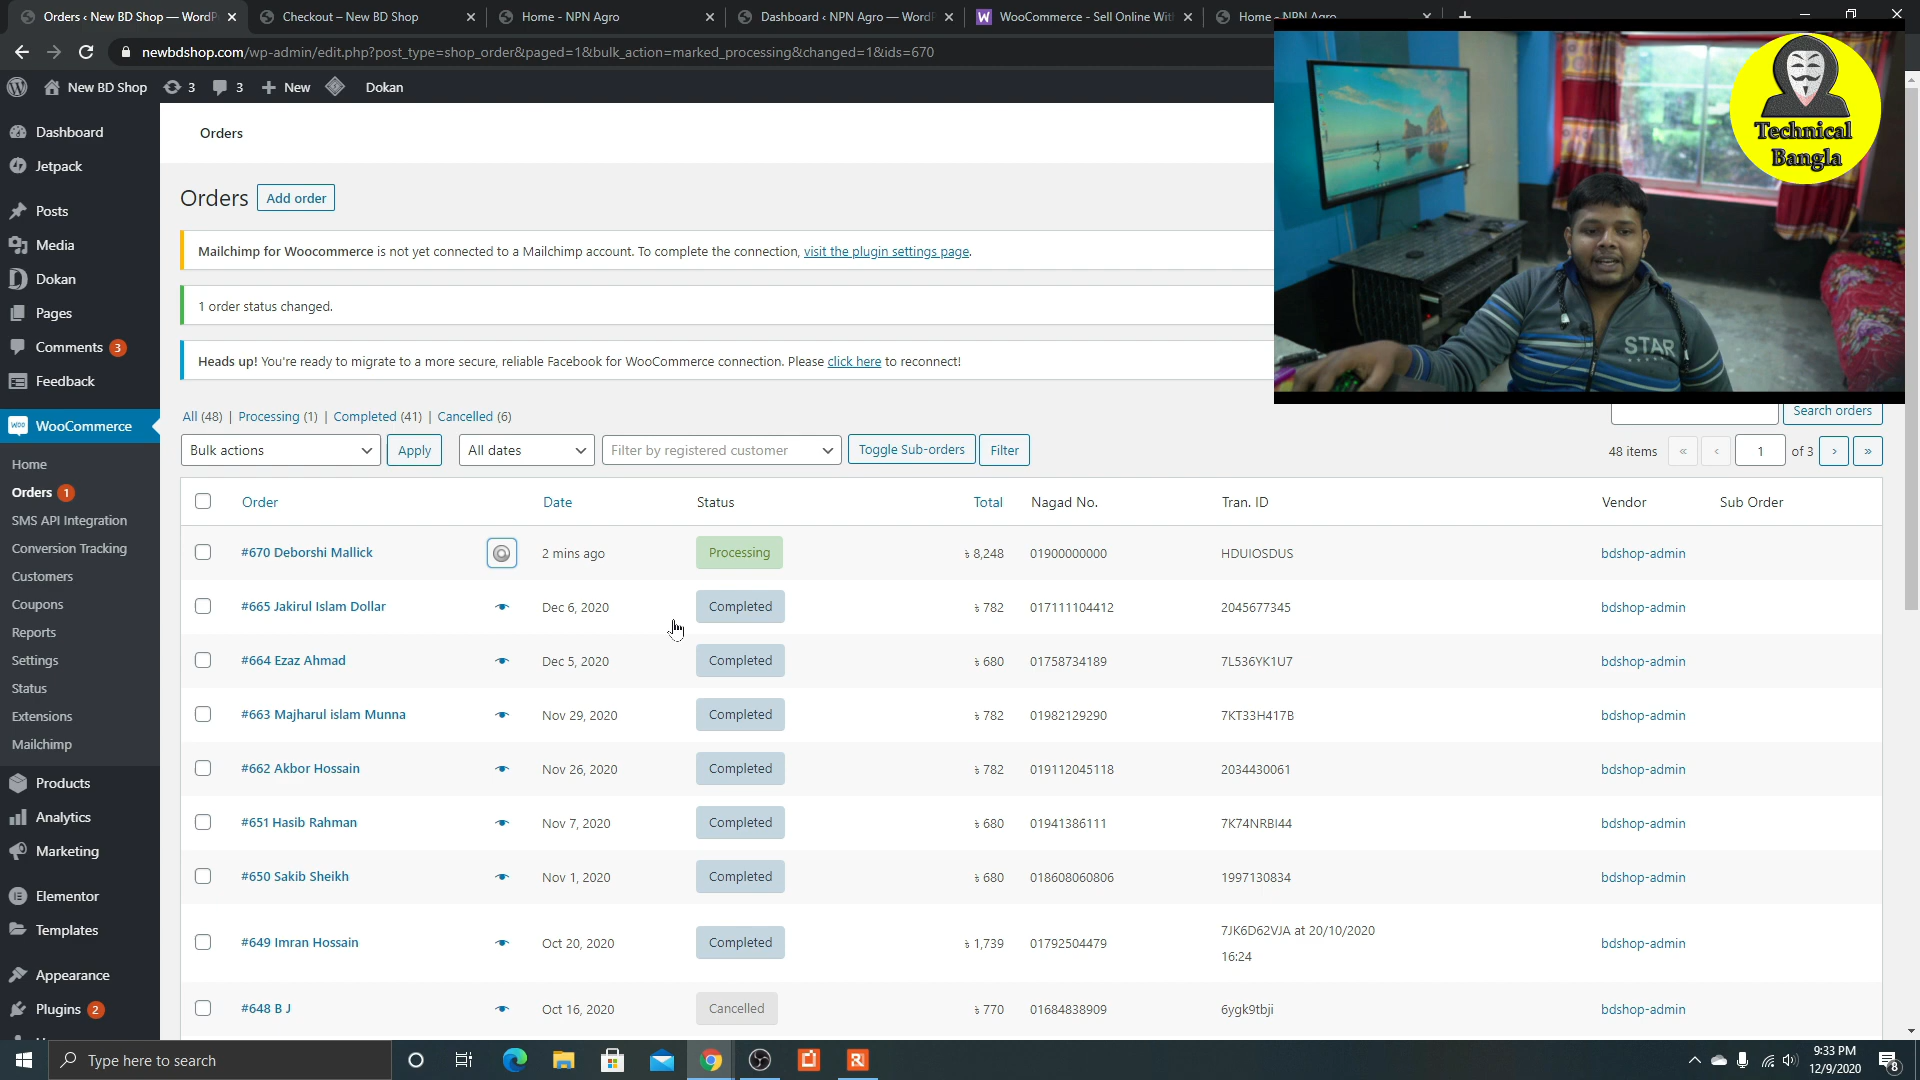 Orders ‹ New BD Shop — WordP
Checkout – New BD Shop
Home - NPN Agro
Dashboard ‹ NPN Agro — WordP
WooCommerce - Sell Online Wit
Home - NPN Agro
newbdshop.com/wp-admin/edit.php?post_type=shop_order&paged=1&bulk_action=marked_processing&changed=1&ids=670
New BD Shop
3
3
New
Dokan
Technical
Bangla
STAR
Dashboard
Jetpack
Posts
Media
Dokan
Pages
Comments 3
Feedback
WooCommerce
Home
Orders 1
SMS API Integration
Conversion Tracking
Customers
Coupons
Reports
Settings
Status
Extensions
Mailchimp
Products
Analytics
Marketing
Elementor
Templates
Appearance
Plugins 2
Orders
Orders Add order
Mailchimp for Woocommerce is not yet connected to a Mailchimp account. To complete the connection, visit the plugin settings page.
1 order status changed.
Heads up! You're ready to migrate to a more secure, reliable Facebook for WooCommerce connection. Please click here to reconnect!
All (48) | Processing (1) | Completed (41) | Cancelled (6)
Search orders
Bulk actions Apply All dates Filter by registered customer Toggle Sub-orders Filter
48 items « ‹ 1 of 3 › »
Order Date Status Total Nagad No. Tran. ID Vendor Sub Order
#670 Deborshi Mallick 2 mins ago Processing ৳ 8,248 01900000000 HDUIOSDUS bdshop-admin
#665 Jakirul Islam Dollar Dec 6, 2020 Completed ৳ 782 017111104412 2045677345 bdshop-admin
#664 Ezaz Ahmad Dec 5, 2020 Completed ৳ 680 01758734189 7L536YK1U7 bdshop-admin
#663 Majharul islam Munna Nov 29, 2020 Completed ৳ 782 01982129290 7KT33H417B bdshop-admin
#662 Akbor Hossain Nov 26, 2020 Completed ৳ 782 019112045118 2034430061 bdshop-admin
#651 Hasib Rahman Nov 7, 2020 Completed ৳ 680 01941386111 7K74NRBI44 bdshop-admin
#650 Sakib Sheikh Nov 1, 2020 Completed ৳ 680 018608060806 1997130834 bdshop-admin
#649 Imran Hossain Oct 20, 2020 Completed ৳ 1,739 01792504479 7JK6D62VJA at 20/10/2020
16:24 bdshop-admin
#648 B J Oct 16, 2020 Cancelled ৳ 770 01684838909 6ygk9tbji bdshop-admin
Type here to search
9:33 PM
12/9/2020
8